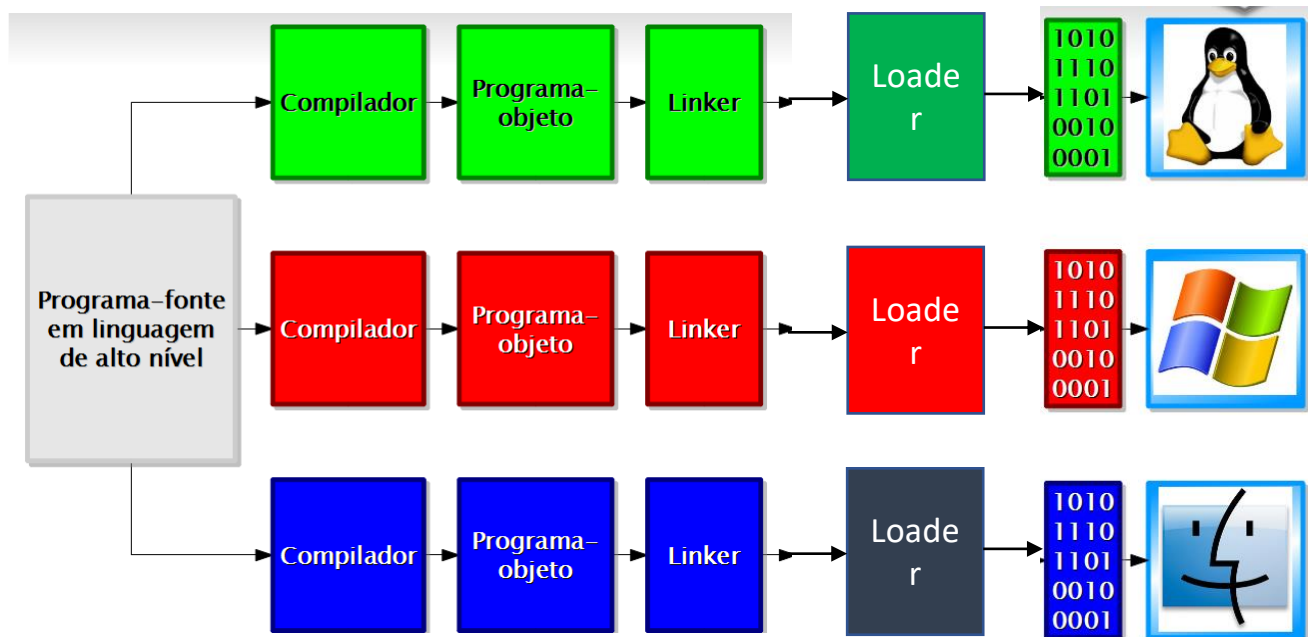 Programa-fonte
em linguagem
de alto nível
Compilador
Programa-
objeto
Linker
Loade
r
1010
1110
1101
0010
0001
Compilador
Programa-
objeto
Linker
Loade
r
1010
1110
1101
0010
0001
Compilador
Programa-
objeto
Linker
Loade
r
1010
1110
1101
0010
0001